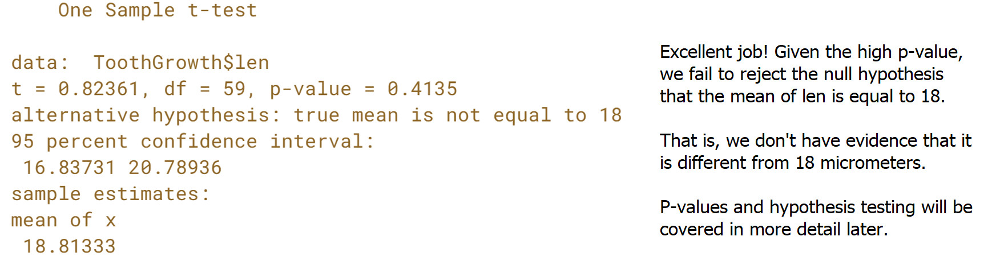 One Sample t-test
data:  ToothGrowth$len
t = 0.82361, df = 59, p-value = 0.4135
alternative hypothesis: true mean is not equal to 18
95 percent confidence interval:
16.83731 20.78936
sample estimates:
mean of x
18.81333
Excellent job! Given the high p-value,
we fail to reject the null hypothesis
that the mean of len is equal to 18.
That is, we don't have evidence that it
is different from 18 micrometers.
P-values and hypothesis testing will be
covered in more detail later.